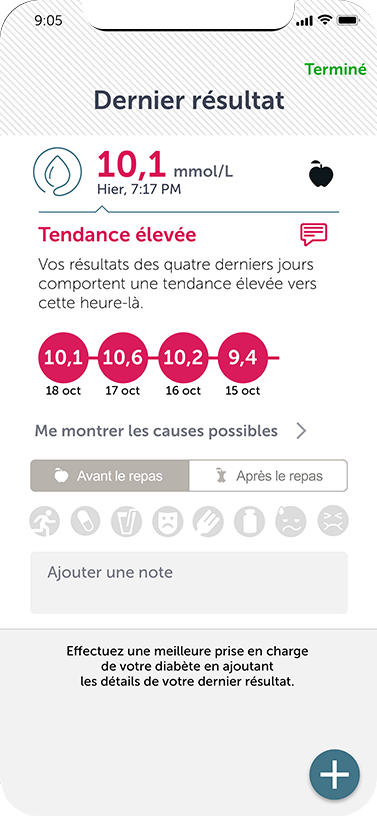 9:05
Terminé
Dernier résultat
10,1 mmol/L
Hier, 7:17 PM
Tendance élevée
Vos résultats des quatre derniers jours
comportent une tendance élevée vers
cette heure-là.
10,1 10,6 10,2 9,4
18 oct 17 oct 16 oct 15 oct
Me montrer les causes possibles
Avant le repas Après le repas
Ajouter une note
Effectuez une meilleure prise en charge
de votre diabète en ajoutant
les détails de votre dernier résultat.